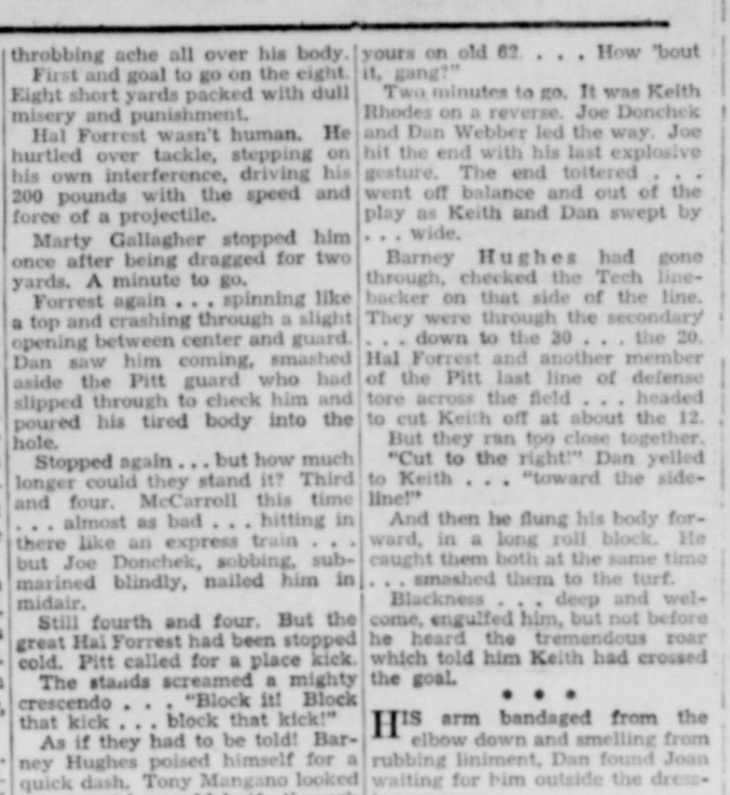 throbbing ache all over his body.
First and goal to go on the eight.
Eight short yards packed with dull
misery and punishment.
Hal Forrest wasn't human. He
hurtled over tackle, stepping on
his own interference, driving his
200 pounds with the speed and
force of a projectile.
Marty Gallagher stopped him
once after being dragged for two
yards. A minute to go.
Forrest again . . . spinning like
a top and crashing through a slight
opening between center and guard.
Dan saw him coming, smashed
aside the Pitt guard who had
slipped through to check him and
poured his tired body into the
hole.
Stopped again . . . but how much
longer could they stand it? Third
and four. McCarroll this time
. . . almost as bad . . . hitting in
there like an express train . . .
but Joe Donchek, sobbing, sub-
marined blindly, nailed him in
midair.
Still fourth and four. But the
great Hal Forrest had been stopped
cold. Pitt called for a place kick.
The stands screamed a mighty
crescendo . . . "Block it! Block
that kick . . . block that kick!"
As if they had to be told! Bar-
ney Hughes poised himself for a
quick dash. Tony Mangano looked
yours on old 62. . . . How 'bout
it, gang?"
Two minutes to go. It was Keith
Rhodes on a reverse. Joe Donchek
and Dan Webber led the way. Joe
hit the end with his last explosive
gesture. The end tottered . . .
went off balance and out of the
play as Keith and Dan swept by
. . . wide.
Barney Hughes had gone
through, checked the Tech line-
backer on that side of the line.
They were through the secondary
. . . down to the 30 . . . the 20.
Hal Forrest and another member
of the Pitt last line of defense
tore across the field . . . headed
to cut Keith off at about the 12.
But they ran too close together.
"Cut to the right!" Dan yelled
to Keith . . . "toward the side-
line!"
And then he flung his body for-
ward, in a long roll block. He
caught them both at the same time
. . . smashed them to the turf.
Blackness . . . deep and wel-
come, engulfed him, but not before
he heard the tremendous roar
which told him Keith had crossed
the goal.
• • •
HIS arm bandaged from the
elbow down and smelling from
rubbing liniment, Dan found Joan
waiting for him outside the dress-